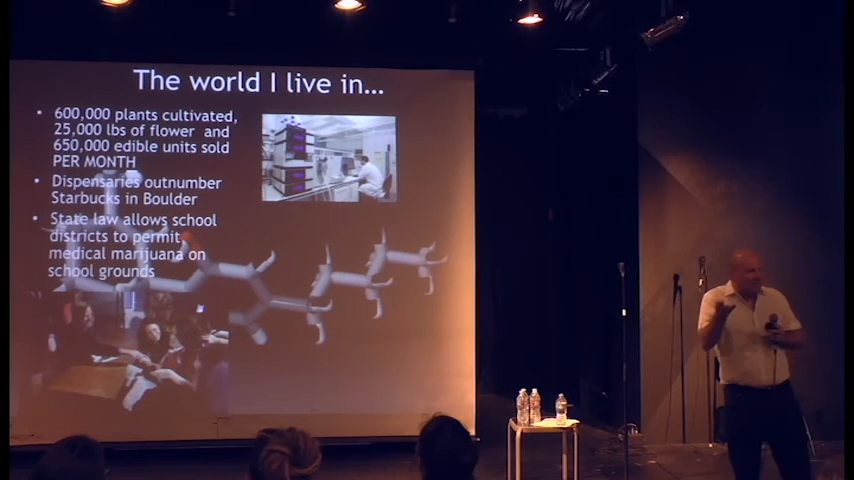 The world I live in...
• 600,000 plants cultivated,
25,000 lbs of flower and
650,000 edible units sold
PER MONTH
• Dispensaries outnumber
Starbucks in Boulder
• State law allows school
districts to permit
medical marijuana on
school grounds